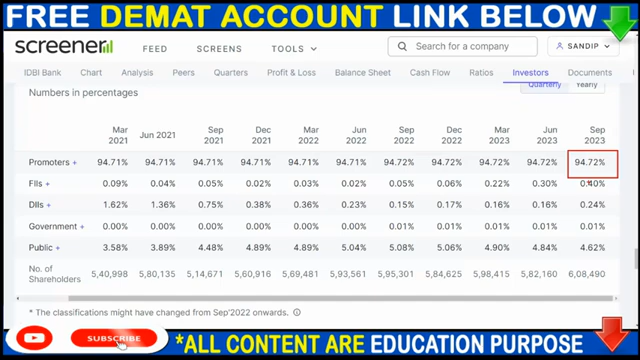 FREE DEMAT ACCOUNT LINK BELOW
screener FEED SCREENS TOOLS Search for a company SANDIP
IDBI Bank Chart Analysis Peers Quarters Profit & Loss Balance Sheet Cash Flow Ratios Investors Documents
Numbers in percentages Quarterly Yearly
Mar 2021 Jun 2021 Sep 2021 Dec 2021 Mar 2022 Jun 2022 Sep 2022 Dec 2022 Mar 2023 Jun 2023 Sep 2023
Promoters + 94.71% 94.71% 94.71% 94.71% 94.71% 94.71% 94.72% 94.72% 94.72% 94.72% 94.72%
FIIs + 0.09% 0.04% 0.05% 0.02% 0.03% 0.02% 0.05% 0.06% 0.22% 0.30% 0.40%
DIIs + 1.62% 1.36% 0.75% 0.38% 0.36% 0.23% 0.15% 0.17% 0.16% 0.16% 0.24%
Government + 0.00% 0.00% 0.00% 0.00% 0.00% 0.00% 0.00% 0.00% 0.01% 0.01% 0.01%
Public + 3.58% 3.89% 4.48% 4.89% 4.89% 5.04% 5.08% 5.06% 4.90% 4.84% 4.62%
No. of Shareholders 5,40,998 5,80,135 5,14,671 5,60,916 5,69,481 5,93,561 5,95,301 5,84,625 5,98,415 5,82,160 6,08,490
* The classifications might have changed from Sep'2022 onwards.
SUBSCRIBE *ALL CONTENT ARE EDUCATION PURPOSE